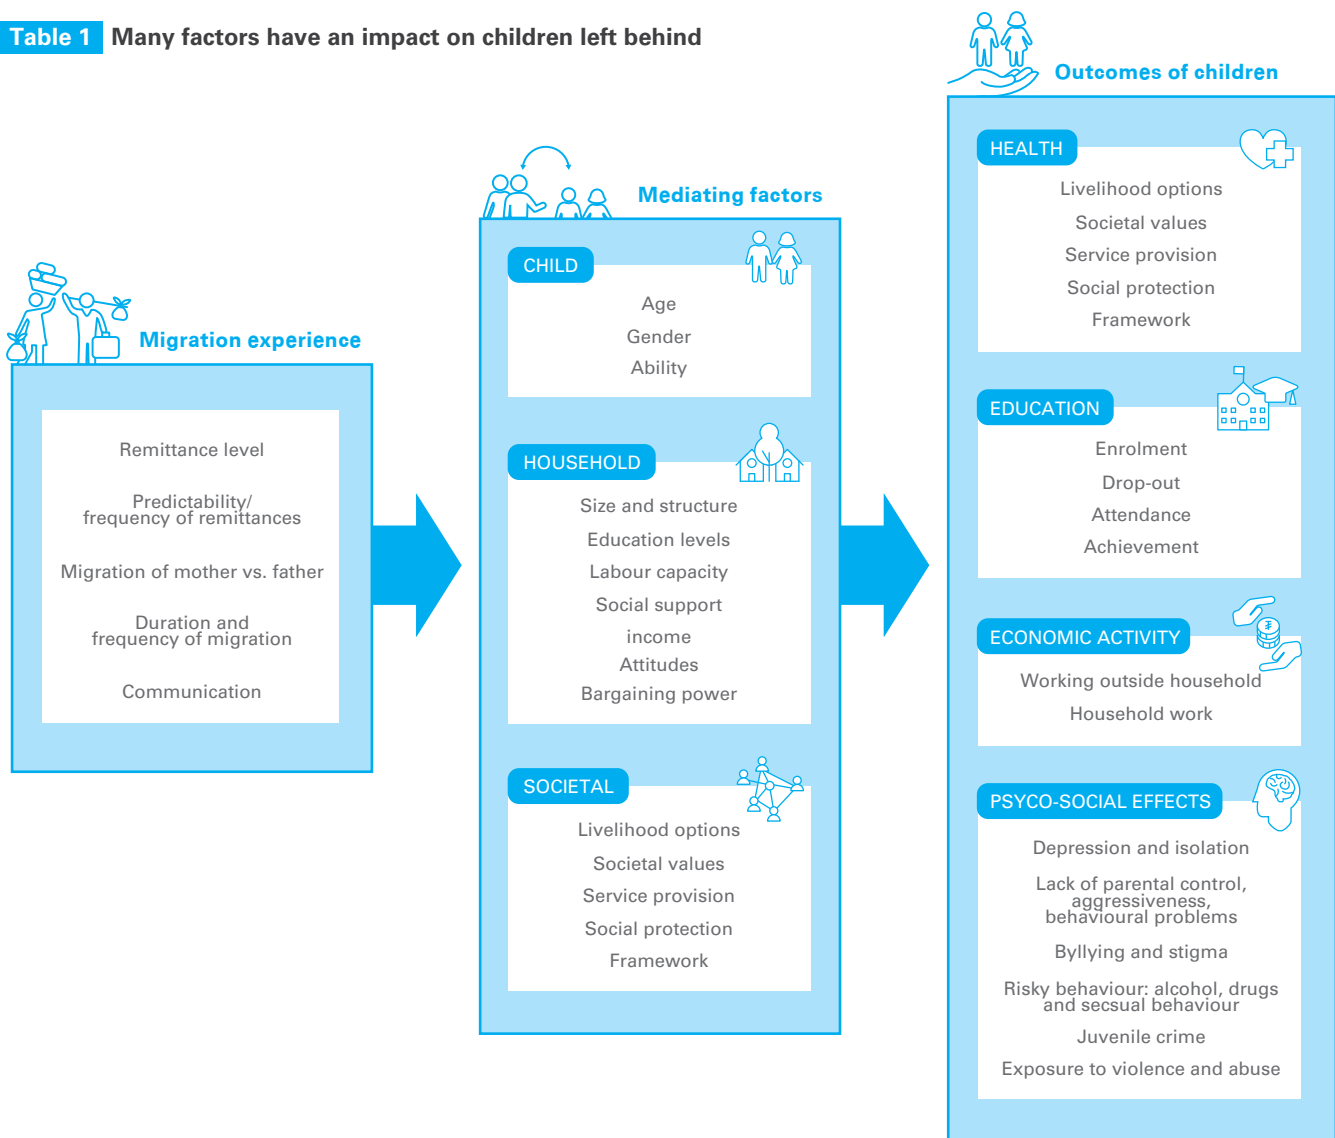 Table 1 Many factors have an impact on children left behind
Migration experience
Remittance level
Predictability/
frequency of remittances
Migration of mother vs. father
Duration and
frequency of migration
Communication
Mediating factors
CHILD
Age
Gender
Ability
HOUSEHOLD
Size and structure
Education levels
Labour capacity
Social support
income
Attitudes
Bargaining power
SOCIETAL
Livelihood options
Societal values
Service provision
Social protection
Framework
Outcomes of children
HEALTH
Livelihood options
Societal values
Service provision
Social protection
Framework
EDUCATION
Enrolment
Drop-out
Attendance
Achievement
ECONOMIC ACTIVITY
Working outside household
Household work
PSYCO-SOCIAL EFFECTS
Depression and isolation
Lack of parental control,
aggressiveness,
behavioural problems
Byllying and stigma
Risky behaviour: alcohol, drugs
and secsual behaviour
Juvenile crime
Exposure to violence and abuse